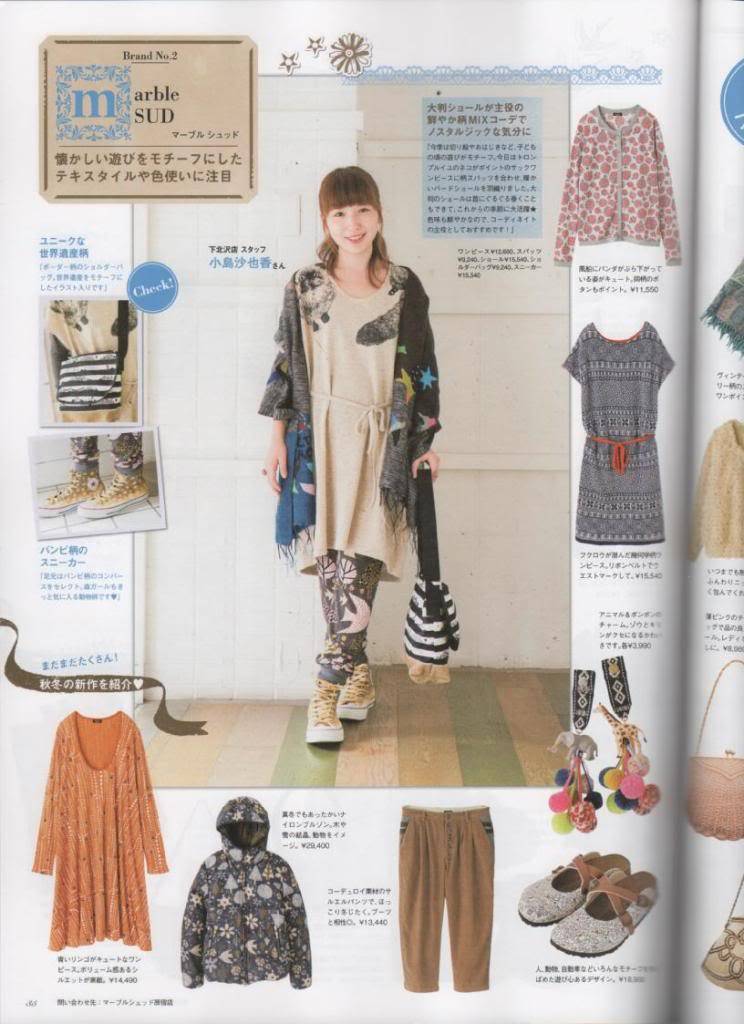 Brand No.2
marble
SUD
マーブル シュッド
懐かしい遊びをモチーフにした
テキスタイルや色使いに注目
大判ショールが主役の
鮮やか柄MIXコーデで
ノスタルジックな気分に
「今季は切り絵やおはじきなど、子ども
の頃の遊びがモチーフ。今日はトロン
プルイユのネコがポイントのサックワ
ンピースに柄スパッツを合わせ、暖か
いバードショールを羽織りました。大
判のショールは首にぐるぐる巻くこと
もできて、これからの季節に大活躍★
色味も鮮やかなので、コーディネイト
の主役としておすすめです!」
ワンピース¥12,680、スパッツ
¥9,240、ショール¥15,540、ショ
ルダーバッグ¥9,240、スニーカー
¥15,540
下北沢店 スタッフ
小島沙也香さん
ユニークな
世界遺産柄
「ボーダー柄のショルダーバ
ッグ。世界遺産をモチーフに
したイラスト入りです」
Check!
バンビ柄の
スニーカー
「足元はバンビ柄のコンバー
スをセレクト。森ガールもき
っと気に入る動物柄です♥」
風船にパンダがぶら下がって
いる姿がキュート。同柄のボ
タンもポイント。¥11,550
フクロウが潜んだ幾何学柄ワ
ンピース。リボンベルトでウ
エストマークして。¥15,540
アニマル&ボンボンの
チャーム。ゾウとキリ
ンがクセになるかわい
さです。各¥3,990
まだまだたくさん!
秋冬の新作を紹介♥
青いリンゴがキュートなワン
ピース。ボリューム感あるシ
ルエットが素敵。¥14,490
真冬でもあったかいナ
イロンブルゾン。木や
雪の結晶、動物をイメ
ージ。¥29,400
コーデュロイ素材のサ
ルエルパンツで、ほっ
こり冬じたく。ブーツ
と相性◎。¥13,440
人、動物、自動車などいろんなモチーフを
ばめた遊び心あるデザイン。¥18,900
問い合わせ先:マーブルシュッド原宿店
ヴィンテ
リー柄の
ワンポイン
いつまでも
ふんわりニッ
く包んでくれ
薄ピンクのチ
ッグで品の良
ール。レディ
しに。¥8,98